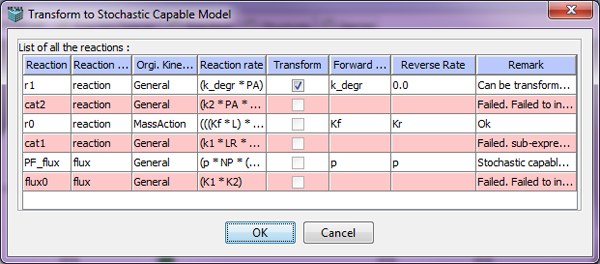 Transform to Stochastic Capable Model
List of all the reactions :
Reaction Reaction ... Orgi. Kine... Reaction rate Transform Forward ... Reverse Rate Remark
r1 reaction General (k_degr * PA) k_degr 0.0 Can be transform...
cat2 reaction General (k2 * PA * ... Failed. Failed to in...
r0 reaction MassAction (((Kf * L) * ... Kf Kr Ok
cat1 reaction General (k1 * LR * ... Failed. sub-expre...
PF_flux flux General (p * NP * (... p p Stochastic capabl...
flux0 flux General (K1 * K2) Failed. Failed to in...
OK Cancel